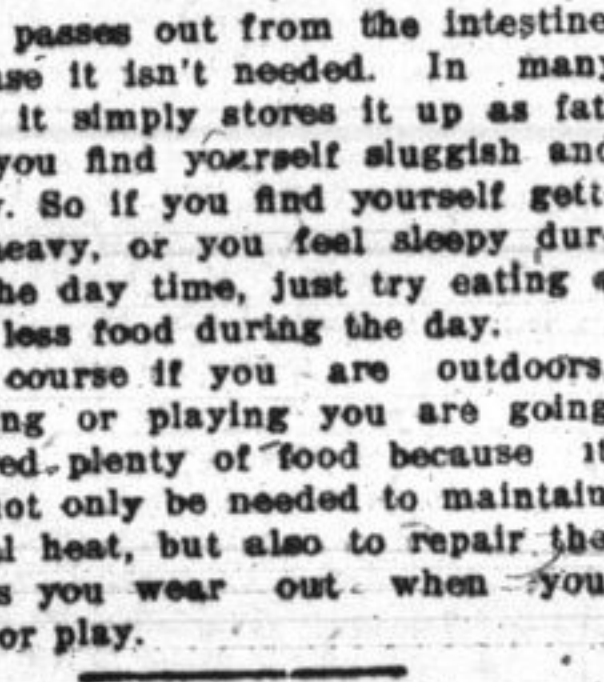 passes out from the intestine
use it isn't needed. In many
it simply stores it up as fat
you find yourself sluggish and
y. So if you find yourself gett
heavy, or you feel sleepy dur
he day time, just try eating
less food during the day.
course if you are outdoors
ng or playing you are going
ed plenty of food because it
not only be needed to maintain
l heat, but also to repair the
s you wear out when you
or play.